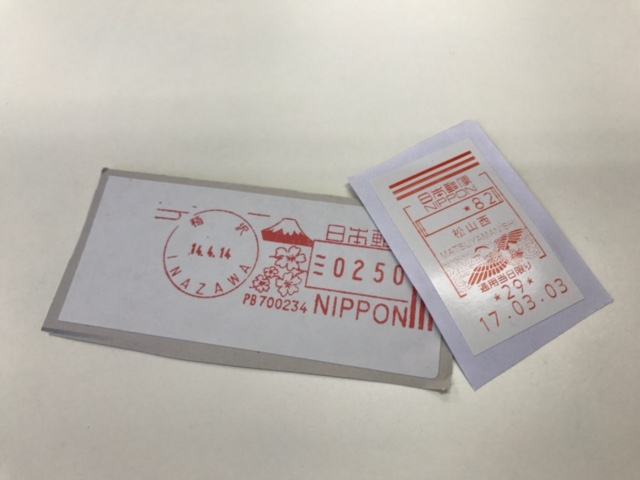 稲沢
14.4.14
INAZAWA
日本郵
0250
PB700234
NIPPON
日本郵便
NIPPON
*82
松山西
MATSUYAMANISHI
適用当日限り
*29*
17.03.03